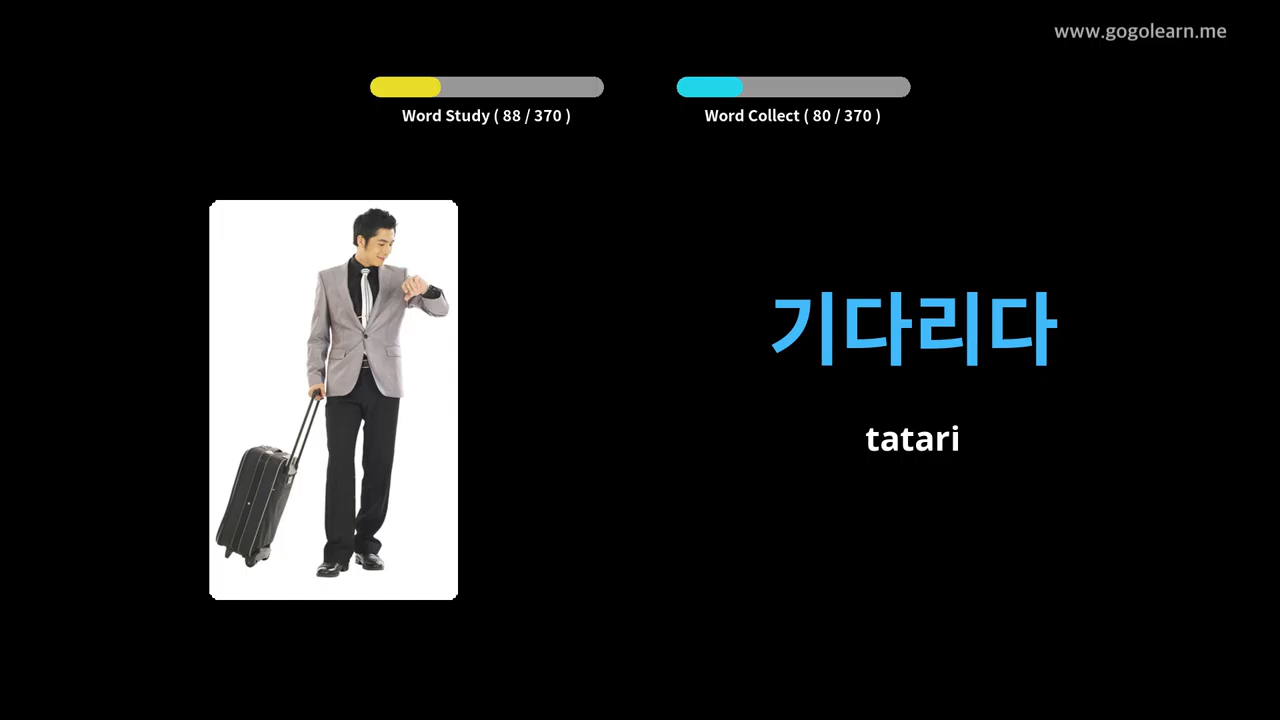 www.gogolearn.me
Word Study ( 88 / 370 )
Word Collect ( 80 / 370 )
기다리다
tatari